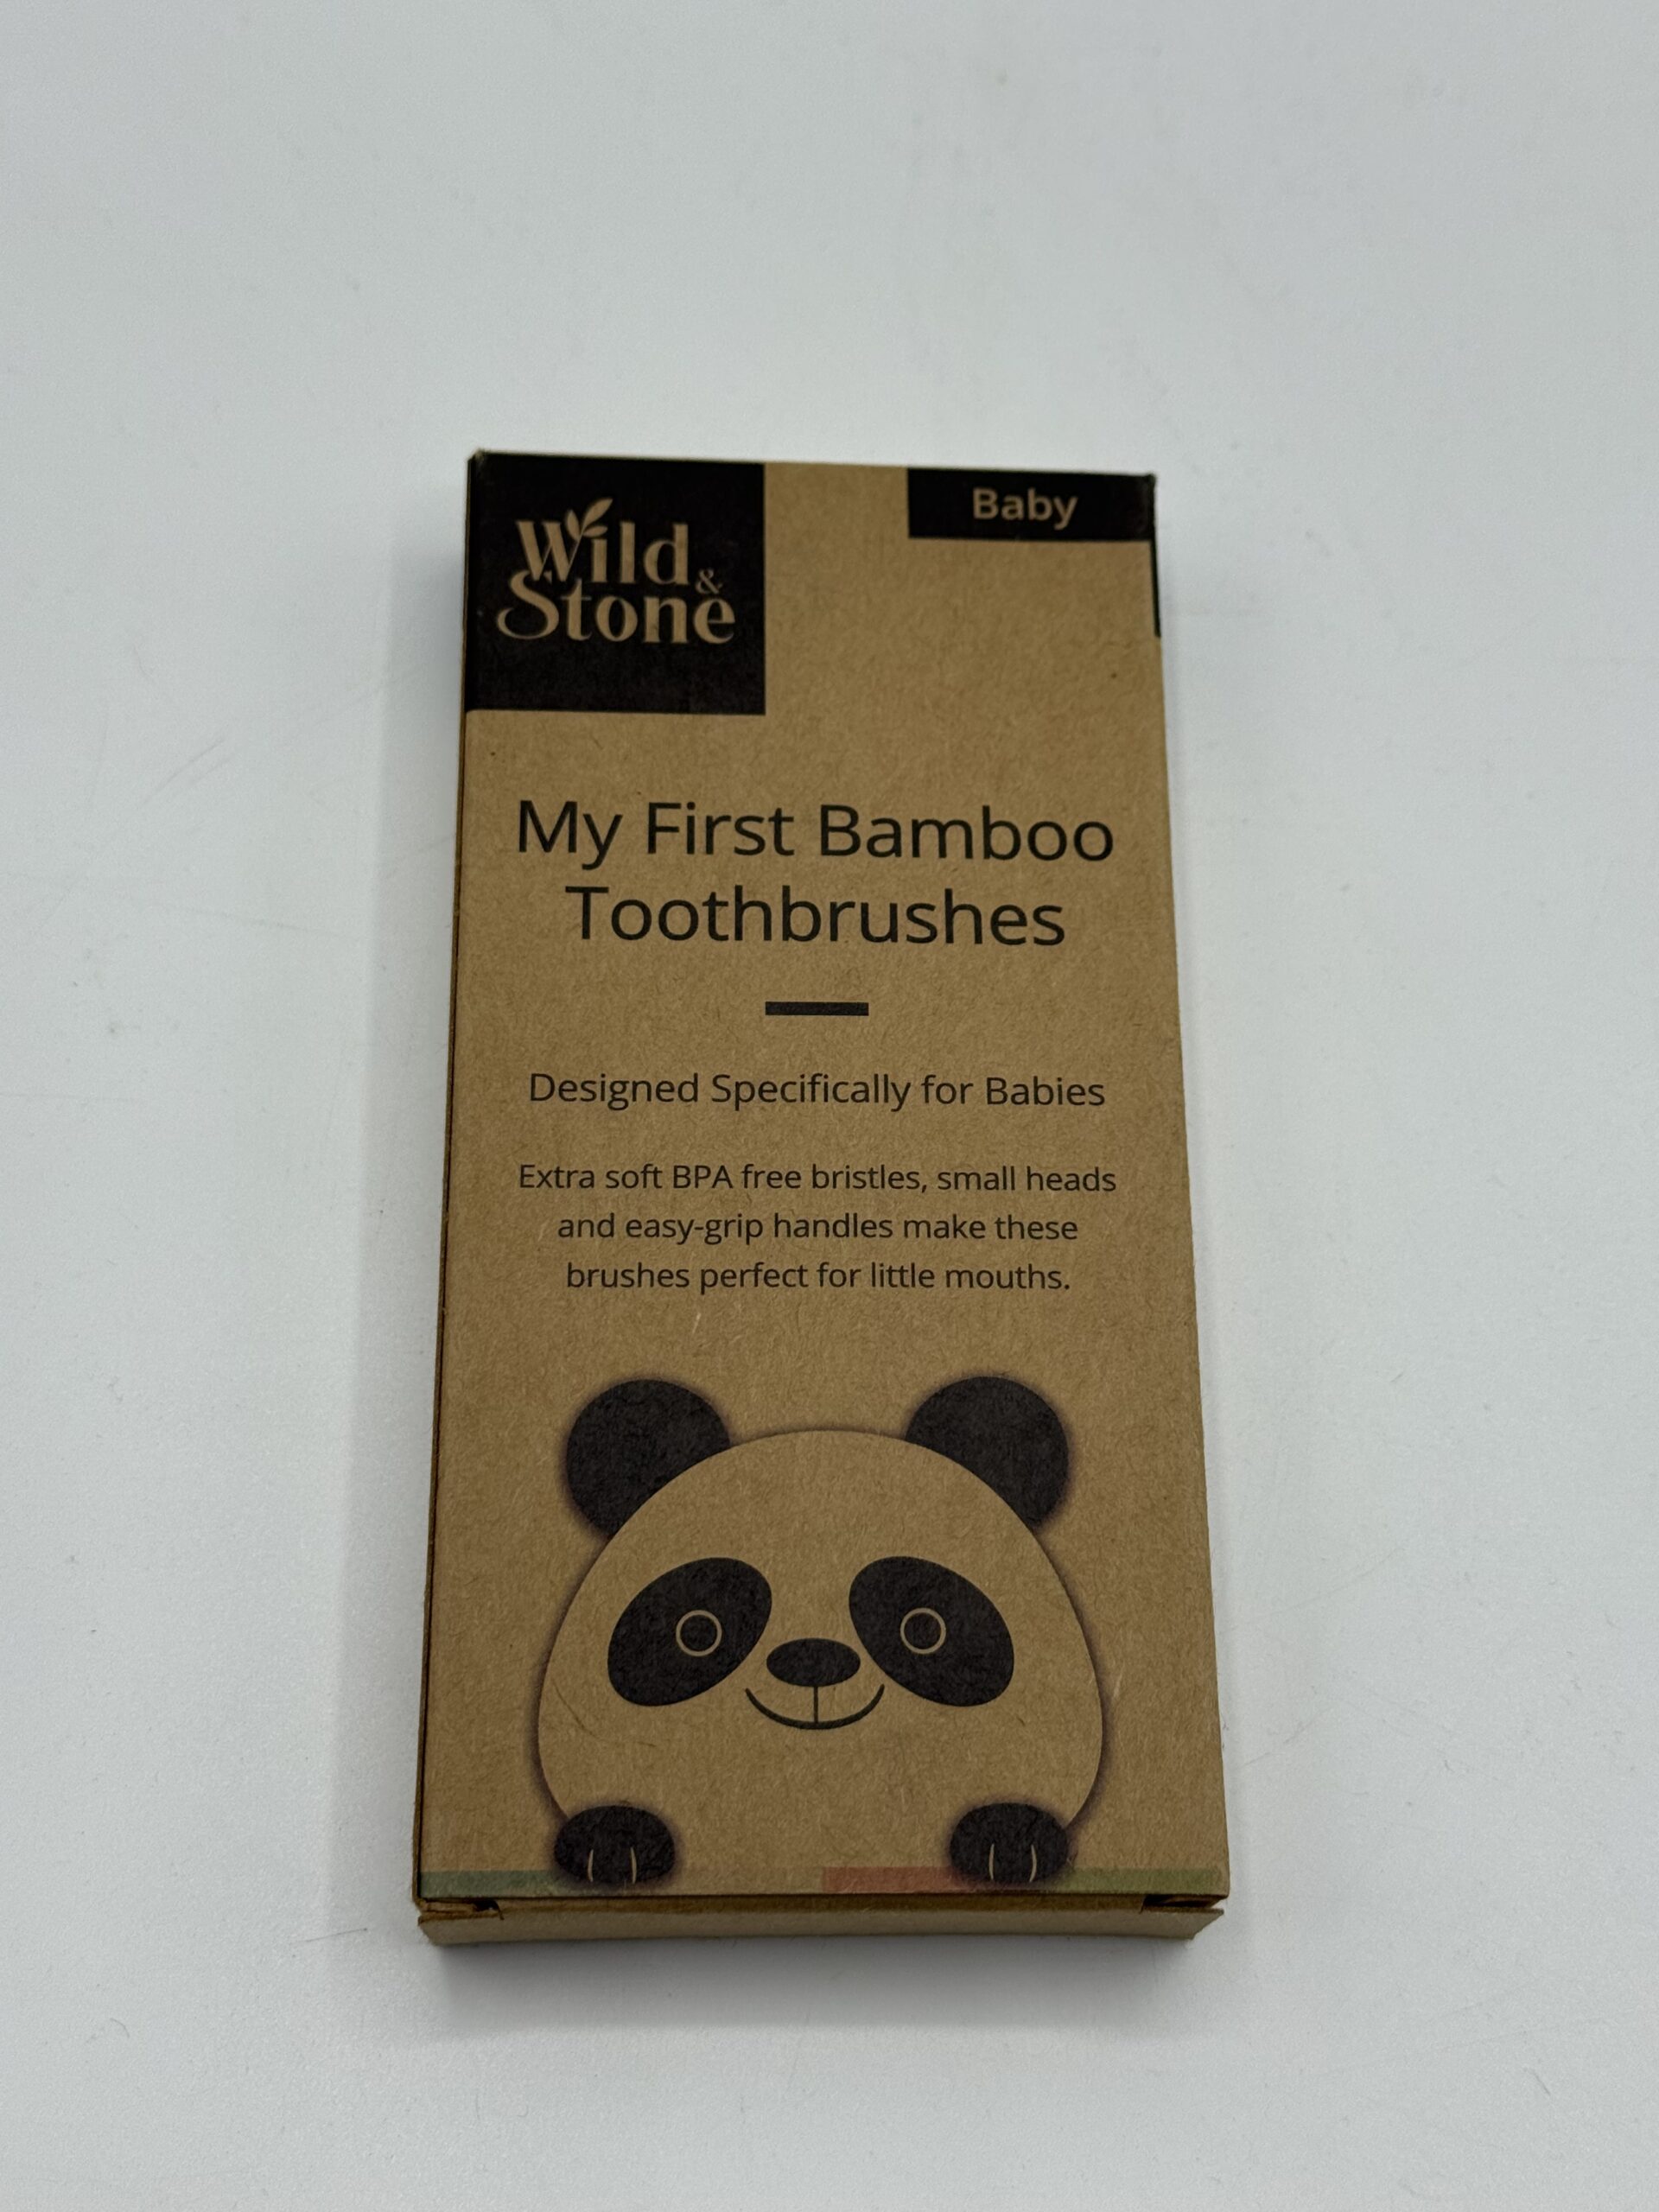 Wild &
Stone
Baby
My First Bamboo
Toothbrushes
Designed Specifically for Babies
Extra soft BPA free bristles, small heads
and easy-grip handles make these
brushes perfect for little mouths.